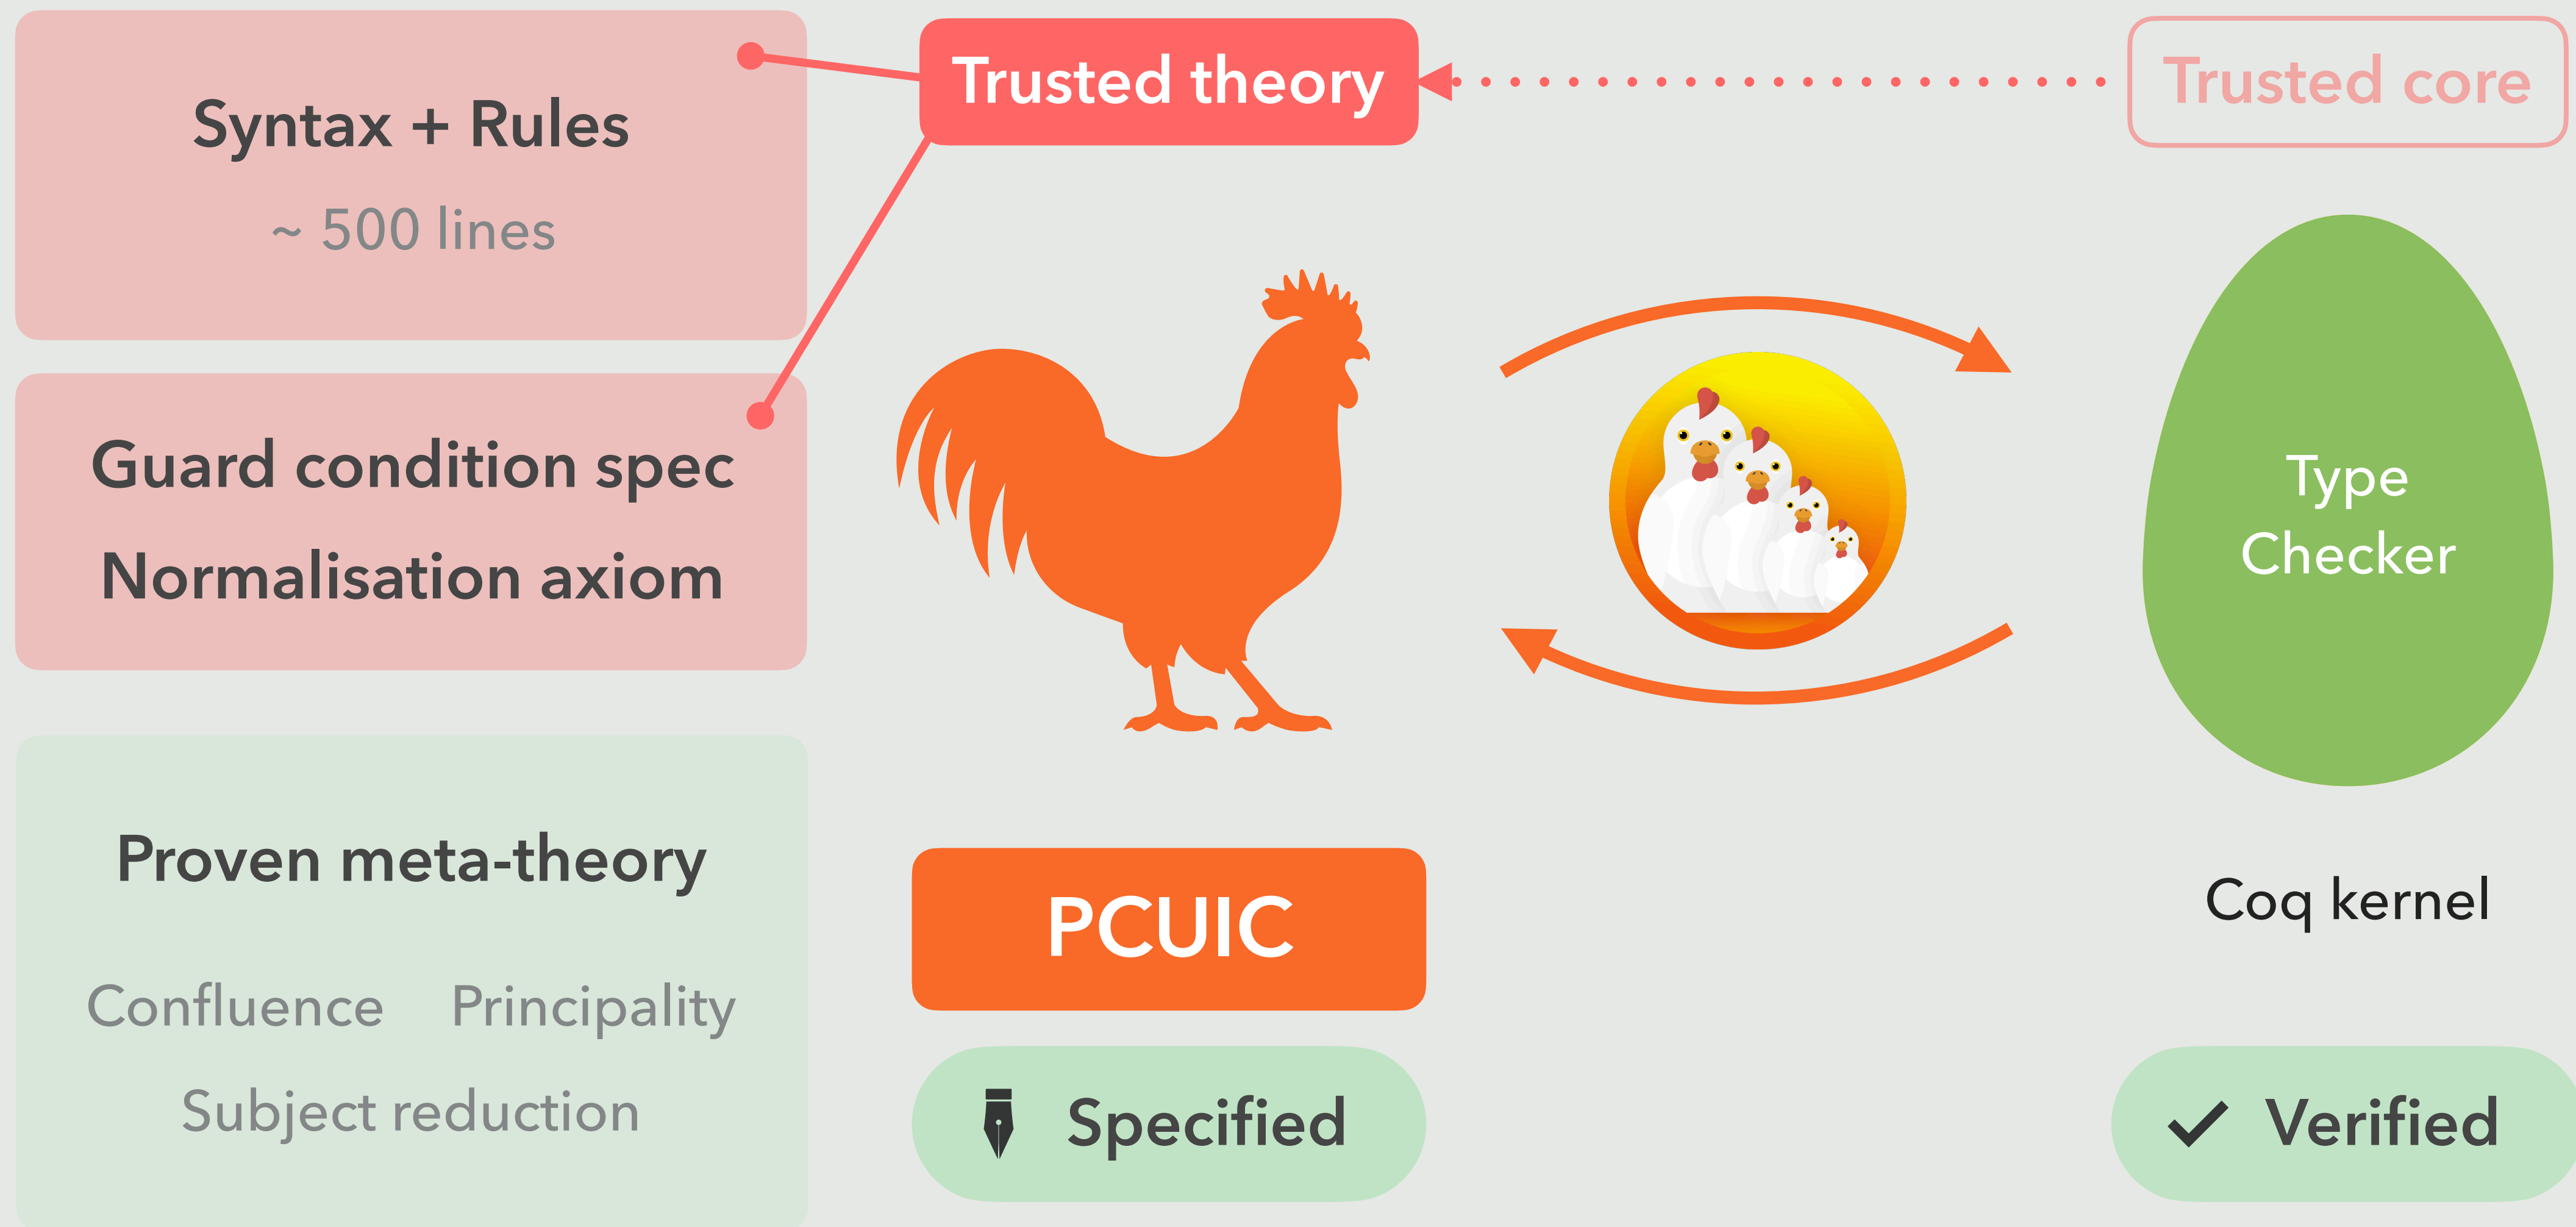 Syntax + Rules
~ 500 lines
Guard condition spec
Normalisation axiom
Proven meta-theory
Confluence Principality
Subject reduction
Trusted theory
PCUIC
Specified
Trusted core
Type
Checker
Coq kernel
Verified